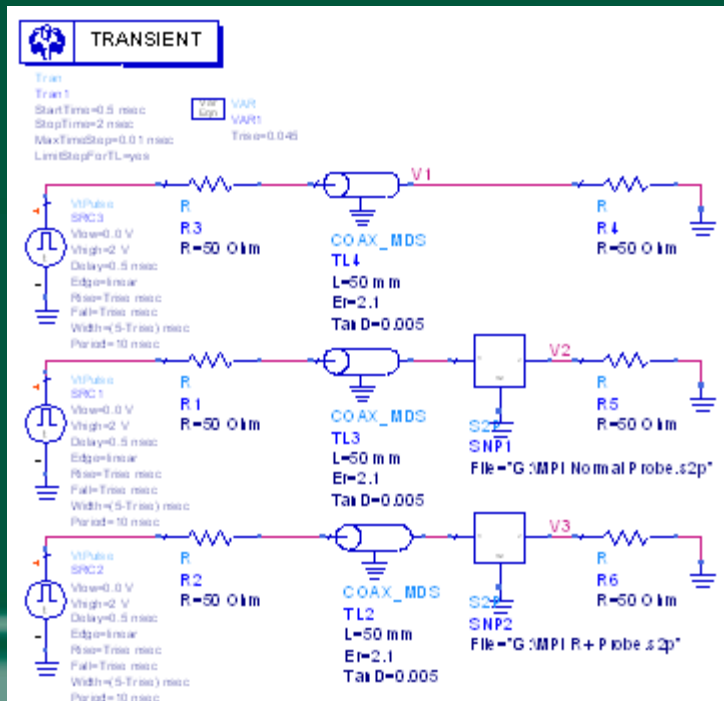 TRANSIENT
Tran
Tran1
StartTime=0.5 nsec
StopTime=2 nsec
MaxTimeStep=0.01 nsec
LimitStepForTL=yes
Var
Eqn
VAR
VAR1
Trise=0.045
V1
VtPulse
SRC3
Vlow=0.0 V
Vhigh=2 V
Delay=0.5 nsec
Edge=linear
Rise=Trise nsec
Fall=Trise nsec
Width=(5-Trise) nsec
Period=10 nsec
R
R3
R=50 Ohm
COAX_MDS
TL4
L=50 mm
Er=2.1
TanD=0.005
R
R4
R=50 Ohm
V2
VtPulse
SRC1
Vlow=0.0 V
Vhigh=2 V
Delay=0.5 nsec
Edge=linear
Rise=Trise nsec
Fall=Trise nsec
Width=(5-Trise) nsec
Period=10 nsec
R
R1
R=50 Ohm
COAX_MDS
TL3
L=50 mm
Er=2.1
TanD=0.005
S2P
SNP1
File="G:\MPI Normal Probe.s2p"
R
R5
R=50 Ohm
V3
VtPulse
SRC2
Vlow=0.0 V
Vhigh=2 V
Delay=0.5 nsec
Edge=linear
Rise=Trise nsec
Fall=Trise nsec
Width=(5-Trise) nsec
Period=10 nsec
R
R2
R=50 Ohm
COAX_MDS
TL2
L=50 mm
Er=2.1
TanD=0.005
S2P
SNP2
File="G:\MPI R+ Probe.s2p"
R
R6
R=50 Ohm